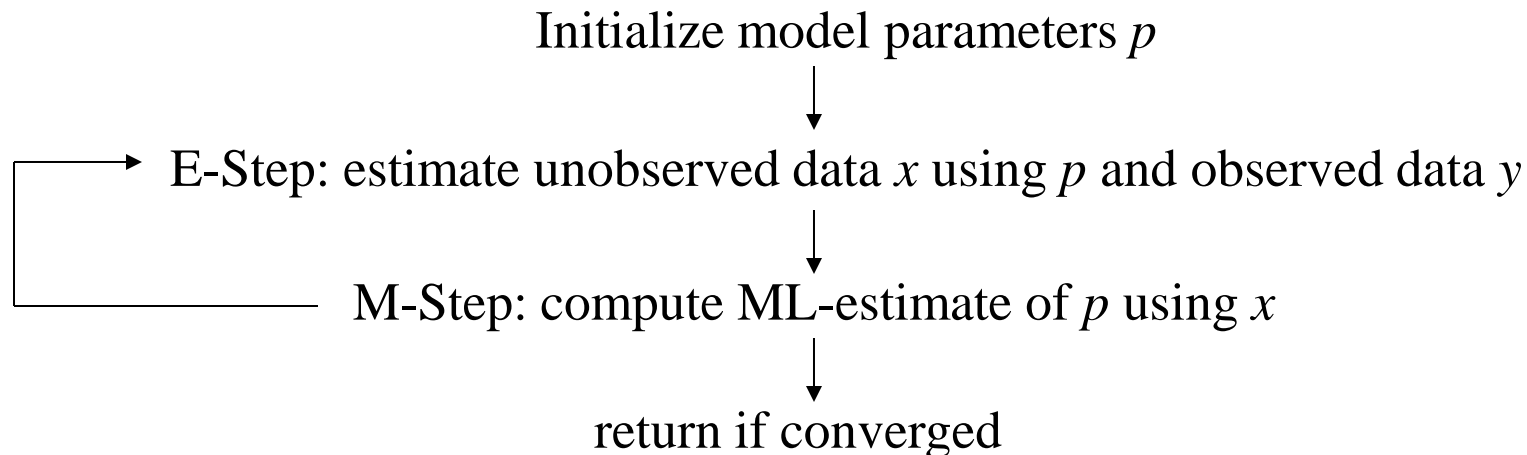 Initialize model parameters p
E-Step: estimate unobserved data x using p and observed data y
M-Step: compute ML-estimate of p using x
return if converged